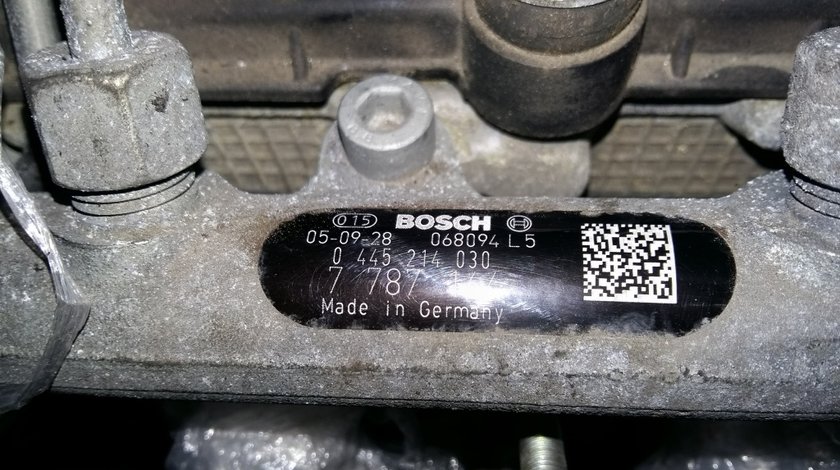 015 BOSCH
05-09-28 068094 L5
0 445 214 030
7 787
Made in Germany